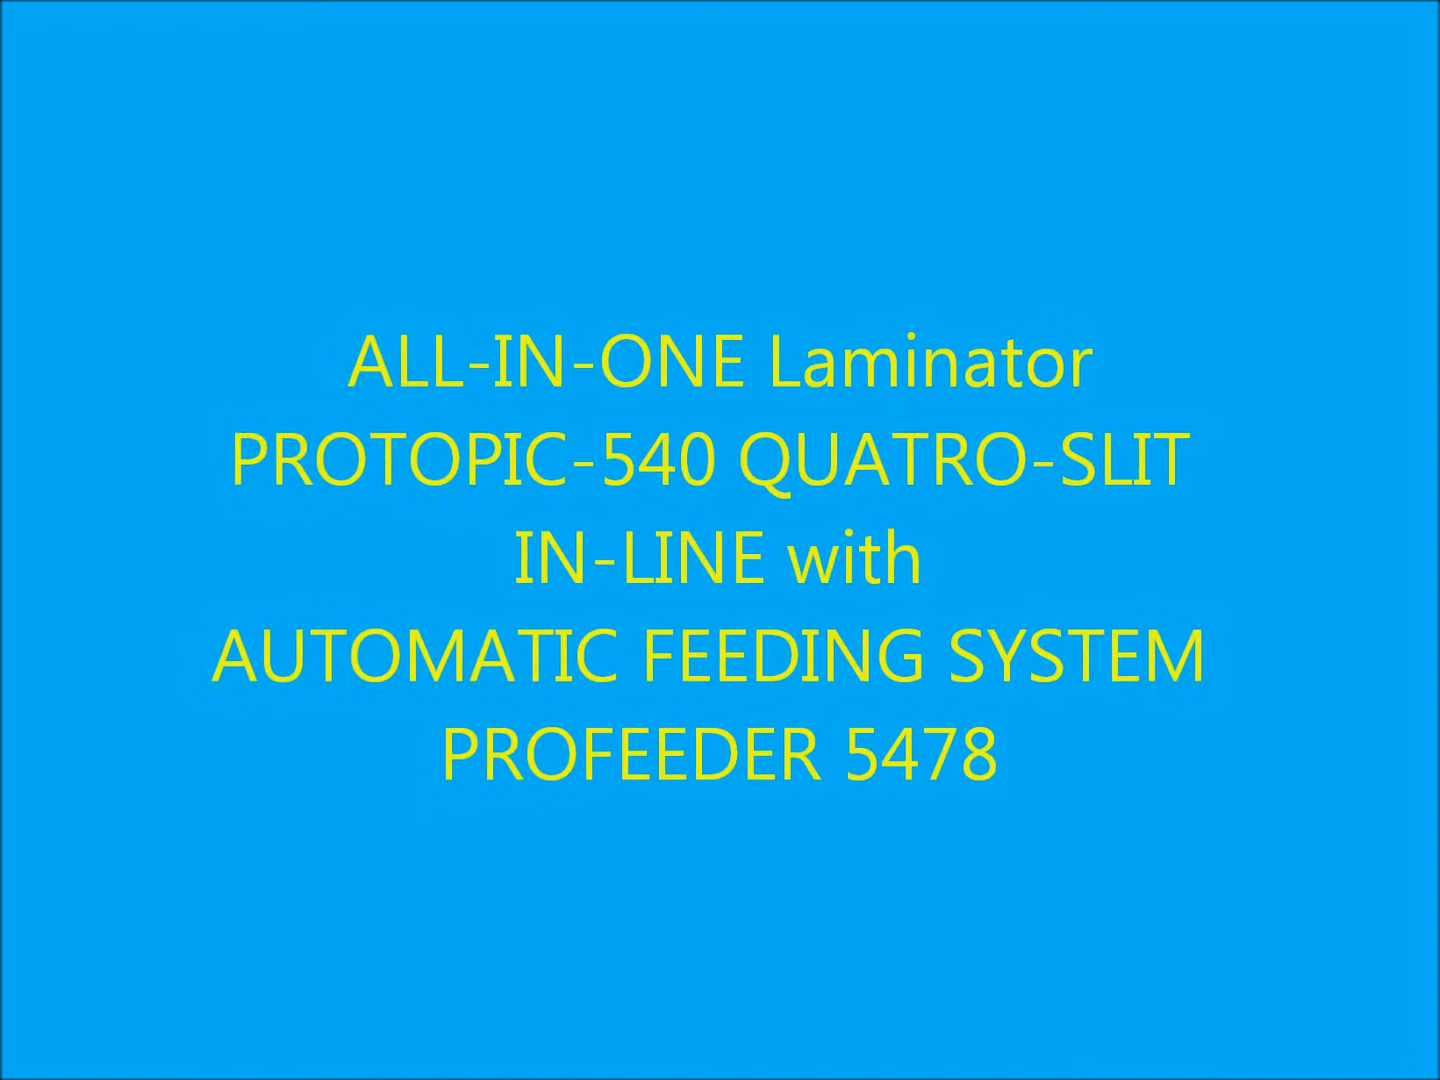 ALL-IN-ONE Laminator
PROTOPIC-540 QUATRO-SLIT
IN-LINE with
AUTOMATIC FEEDING SYSTEM
PROFEEDER 5478